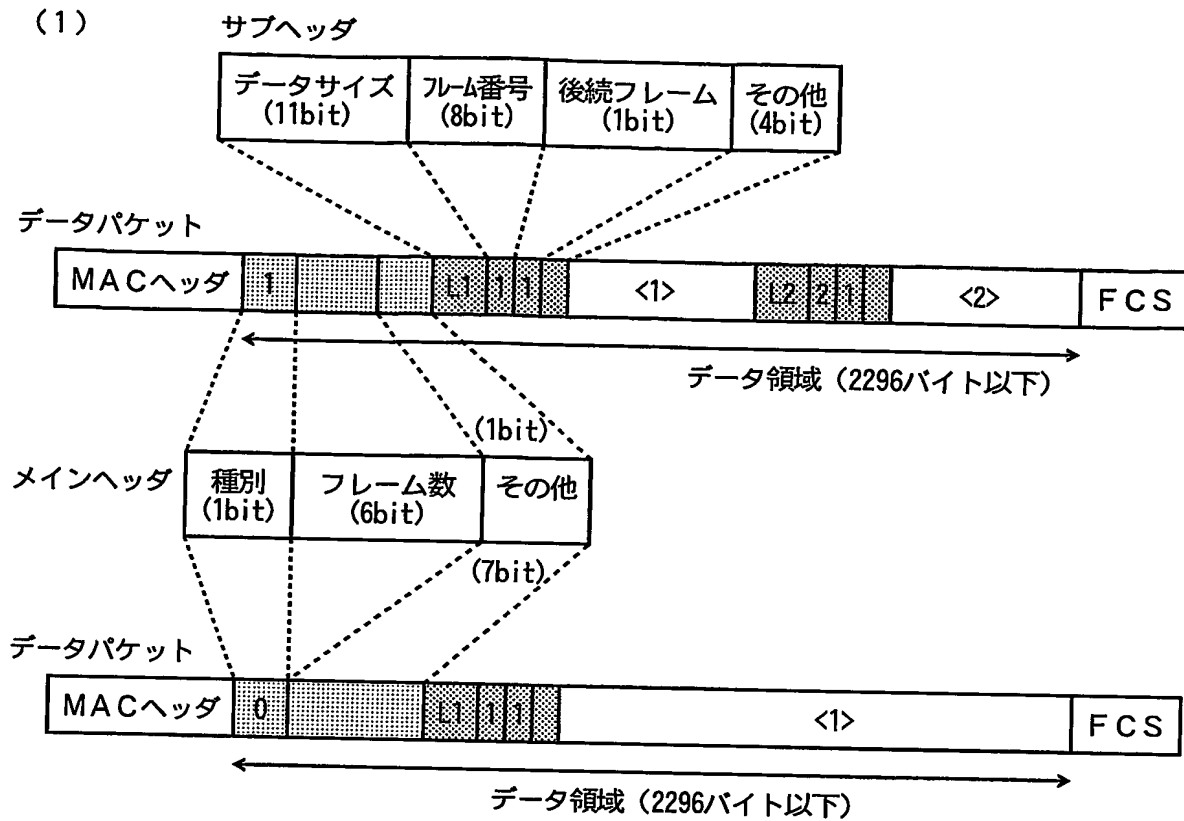 (1)
サブヘッダ
データサイズ フレーム番号 後続フレーム その他
(11bit) (8bit) (1bit) (4bit)
データパケット
MACヘッダ 1 L1 1 1 <1> L2 2 1 <2> FCS
データ領域(2296バイト以下)
(1bit)
メインヘッダ 種別 フレーム数 その他
(1bit) (6bit)
(7bit)
データパケット
MACヘッダ 0 L1 1 1 <1> FCS
データ領域(2296バイト以下)